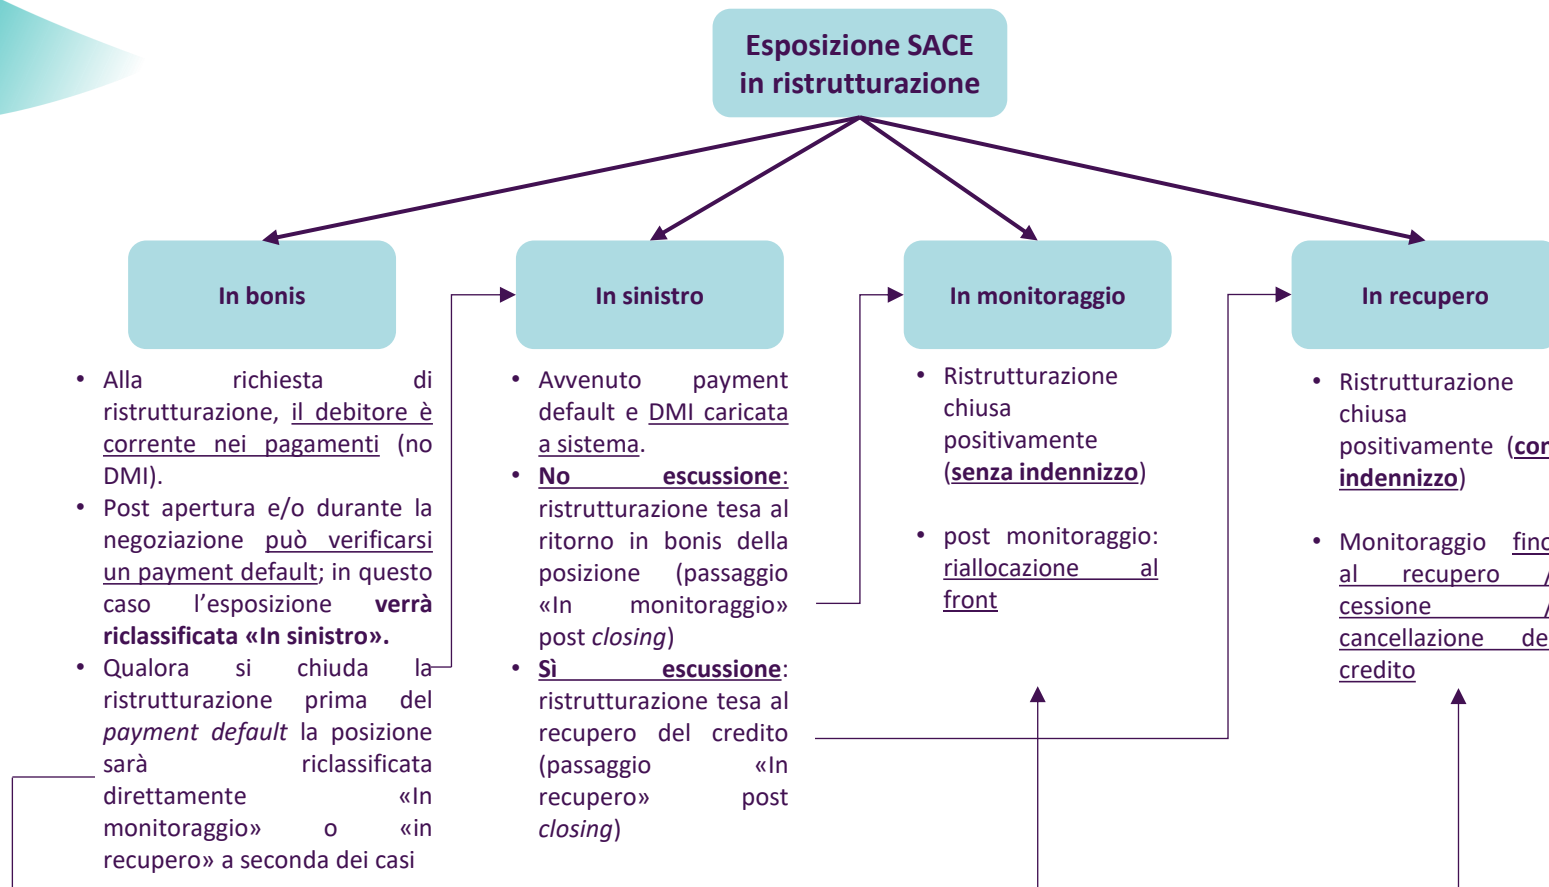 Esposizione SACE
in ristrutturazione
In bonis
In sinistro
In monitoraggio
In recupero
• Alla richiesta di
ristrutturazione, il debitore è
corrente nei pagamenti (no
DMI).
• Post apertura e/o durante la
negoziazione può verificarsi
un payment default; in questo
caso l’esposizione verrà
riclassificata «In sinistro».
• Qualora si chiuda la
ristrutturazione prima del
payment default la posizione
sarà riclassificata
direttamente «In
monitoraggio» o «in
recupero» a seconda dei casi
• Avvenuto payment
default e DMI caricata
a sistema.
• No escussione:
ristrutturazione tesa al
ritorno in bonis della
posizione (passaggio
«In monitoraggio»
post closing)
• Sì escussione:
ristrutturazione tesa al
recupero del credito
(passaggio «In
recupero» post
closing)
• Ristrutturazione
chiusa
positivamente
(senza indennizzo)
• post monitoraggio:
riallocazione al
front
• Ristrutturazione
chiusa
positivamente (con
indennizzo)
• Monitoraggio fino
al recupero /
cessione /
cancellazione del
credito